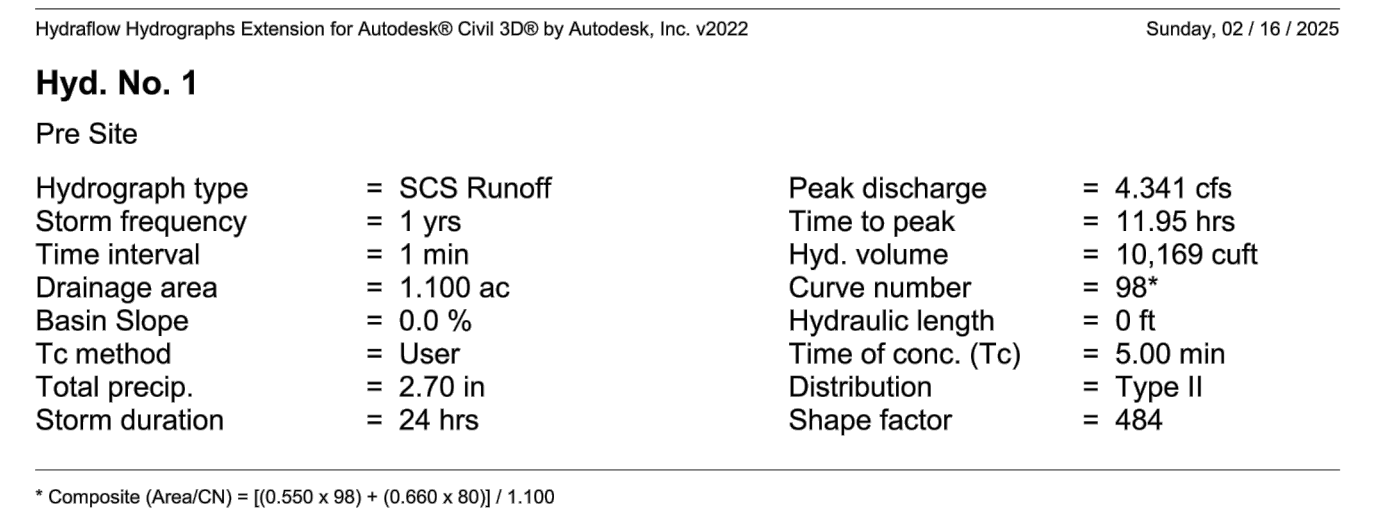 Hydraflow Hydrographs Extension for Autodesk® Civil 3D® by Autodesk, Inc. v2022 Sunday, 02 / 16 / 2025
Hyd. No. 1
Pre Site
Hydrograph type = SCS Runoff Peak discharge = 4.341 cfs
Storm frequency = 1 yrs Time to peak = 11.95 hrs
Time interval = 1 min Hyd. volume = 10,169 cuft
Drainage area = 1.100 ac Curve number = 98*
Basin Slope = 0.0 % Hydraulic length = 0 ft
Tc method = User Time of conc. (Tc) = 5.00 min
Total precip. = 2.70 in Distribution = Type II
Storm duration = 24 hrs Shape factor = 484
* Composite (Area/CN) = [(0.550 x 98) + (0.660 x 80)] / 1.100